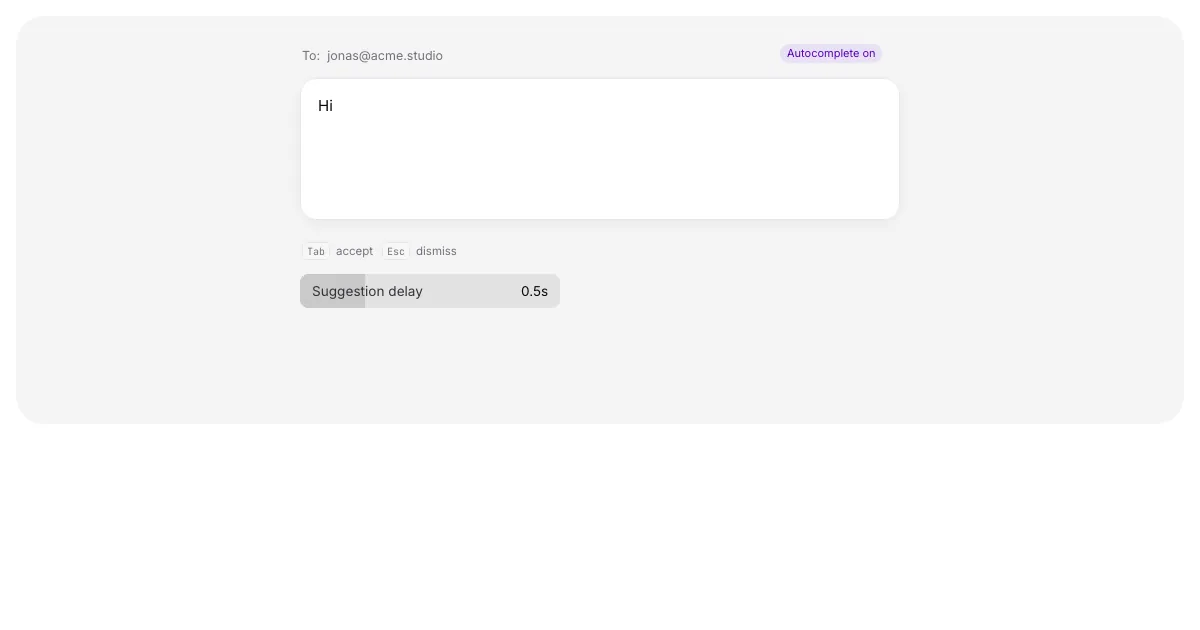 To: jonas@acme.studio Autocomplete on
Hi
Tab accept Esc dismiss
Suggestion delay 0.5s